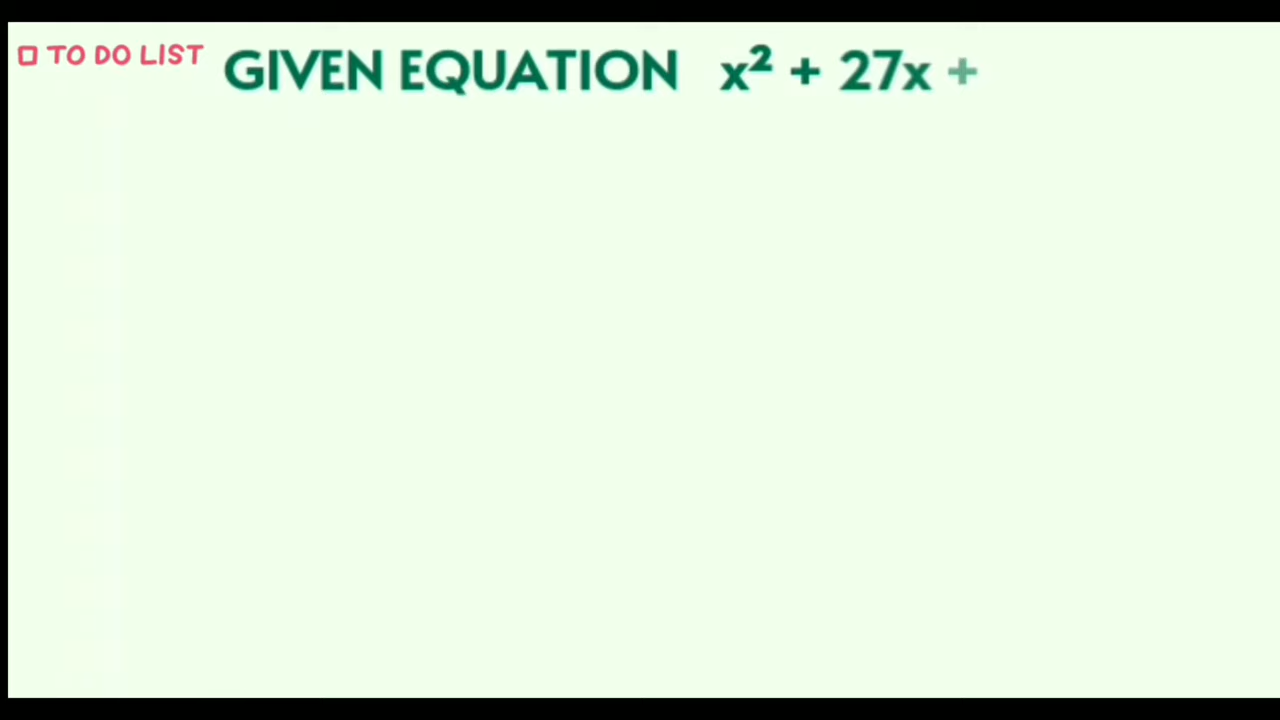 TO DO LIST
GIVEN EQUATION x² + 27x +